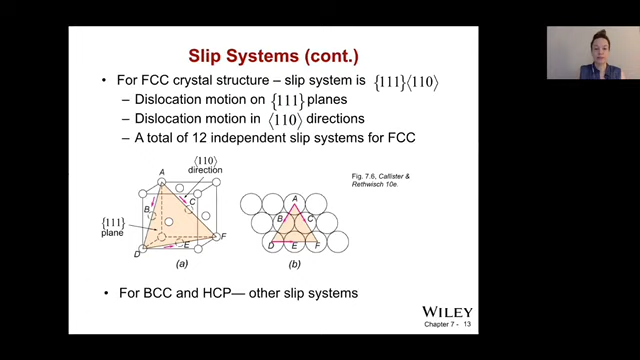 Slip Systems (cont.)
• For FCC crystal structure – slip system is {111}⟨110⟩
– Dislocation motion on {111} planes
– Dislocation motion in ⟨110⟩ directions
– A total of 12 independent slip systems for FCC
⟨110⟩
direction
A
B
C
{111}
plane
D
E
F
(a)
A
B
C
D
E
F
(b)
Fig. 7.6, Callister &
Rethwisch 10e.
• For BCC and HCP— other slip systems
WILEY
Chapter 7 - 13